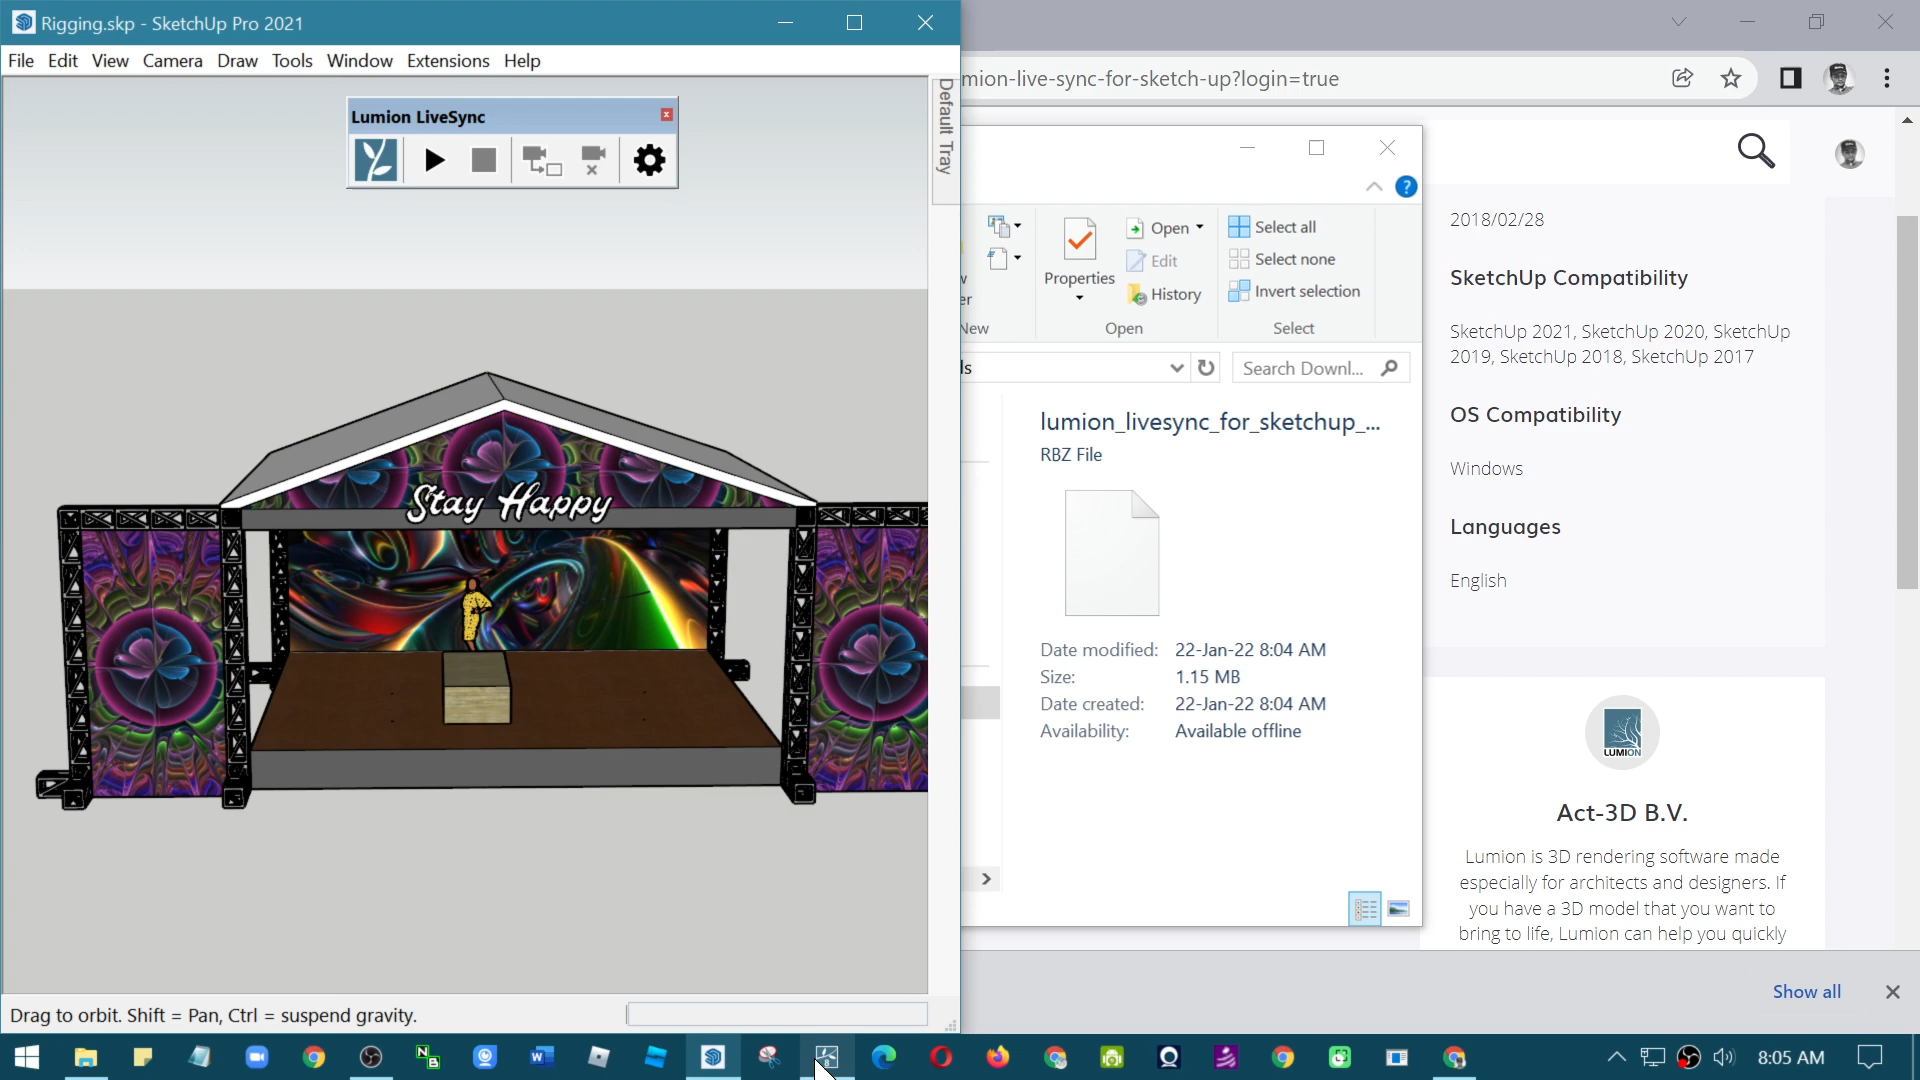 Rigging.skp - SketchUp Pro 2021
File Edit View Camera Draw Tools Window Extensions Help
Lumion LiveSync
Default Tray
Stay Happy
Drag to orbit. Shift = Pan, Ctrl = suspend gravity.
mion-live-sync-for-sketch-up?login=true
Properties
Open
Edit
History
Open
Select all
Select none
Invert selection
Select
w
er
New
ls
Search Downl...
lumion_livesync_for_sketchup_...
RBZ File
Date modified: 22-Jan-22 8:04 AM
Size: 1.15 MB
Date created: 22-Jan-22 8:04 AM
Availability: Available offline
2018/02/28
SketchUp Compatibility
SketchUp 2021, SketchUp 2020, SketchUp
2019, SketchUp 2018, SketchUp 2017
OS Compatibility
Windows
Languages
English
LUMION
Act-3D B.V.
Lumion is 3D rendering software made
especially for architects and designers. If
you have a 3D model that you want to
bring to life, Lumion can help you quickly
Show all
8:05 AM